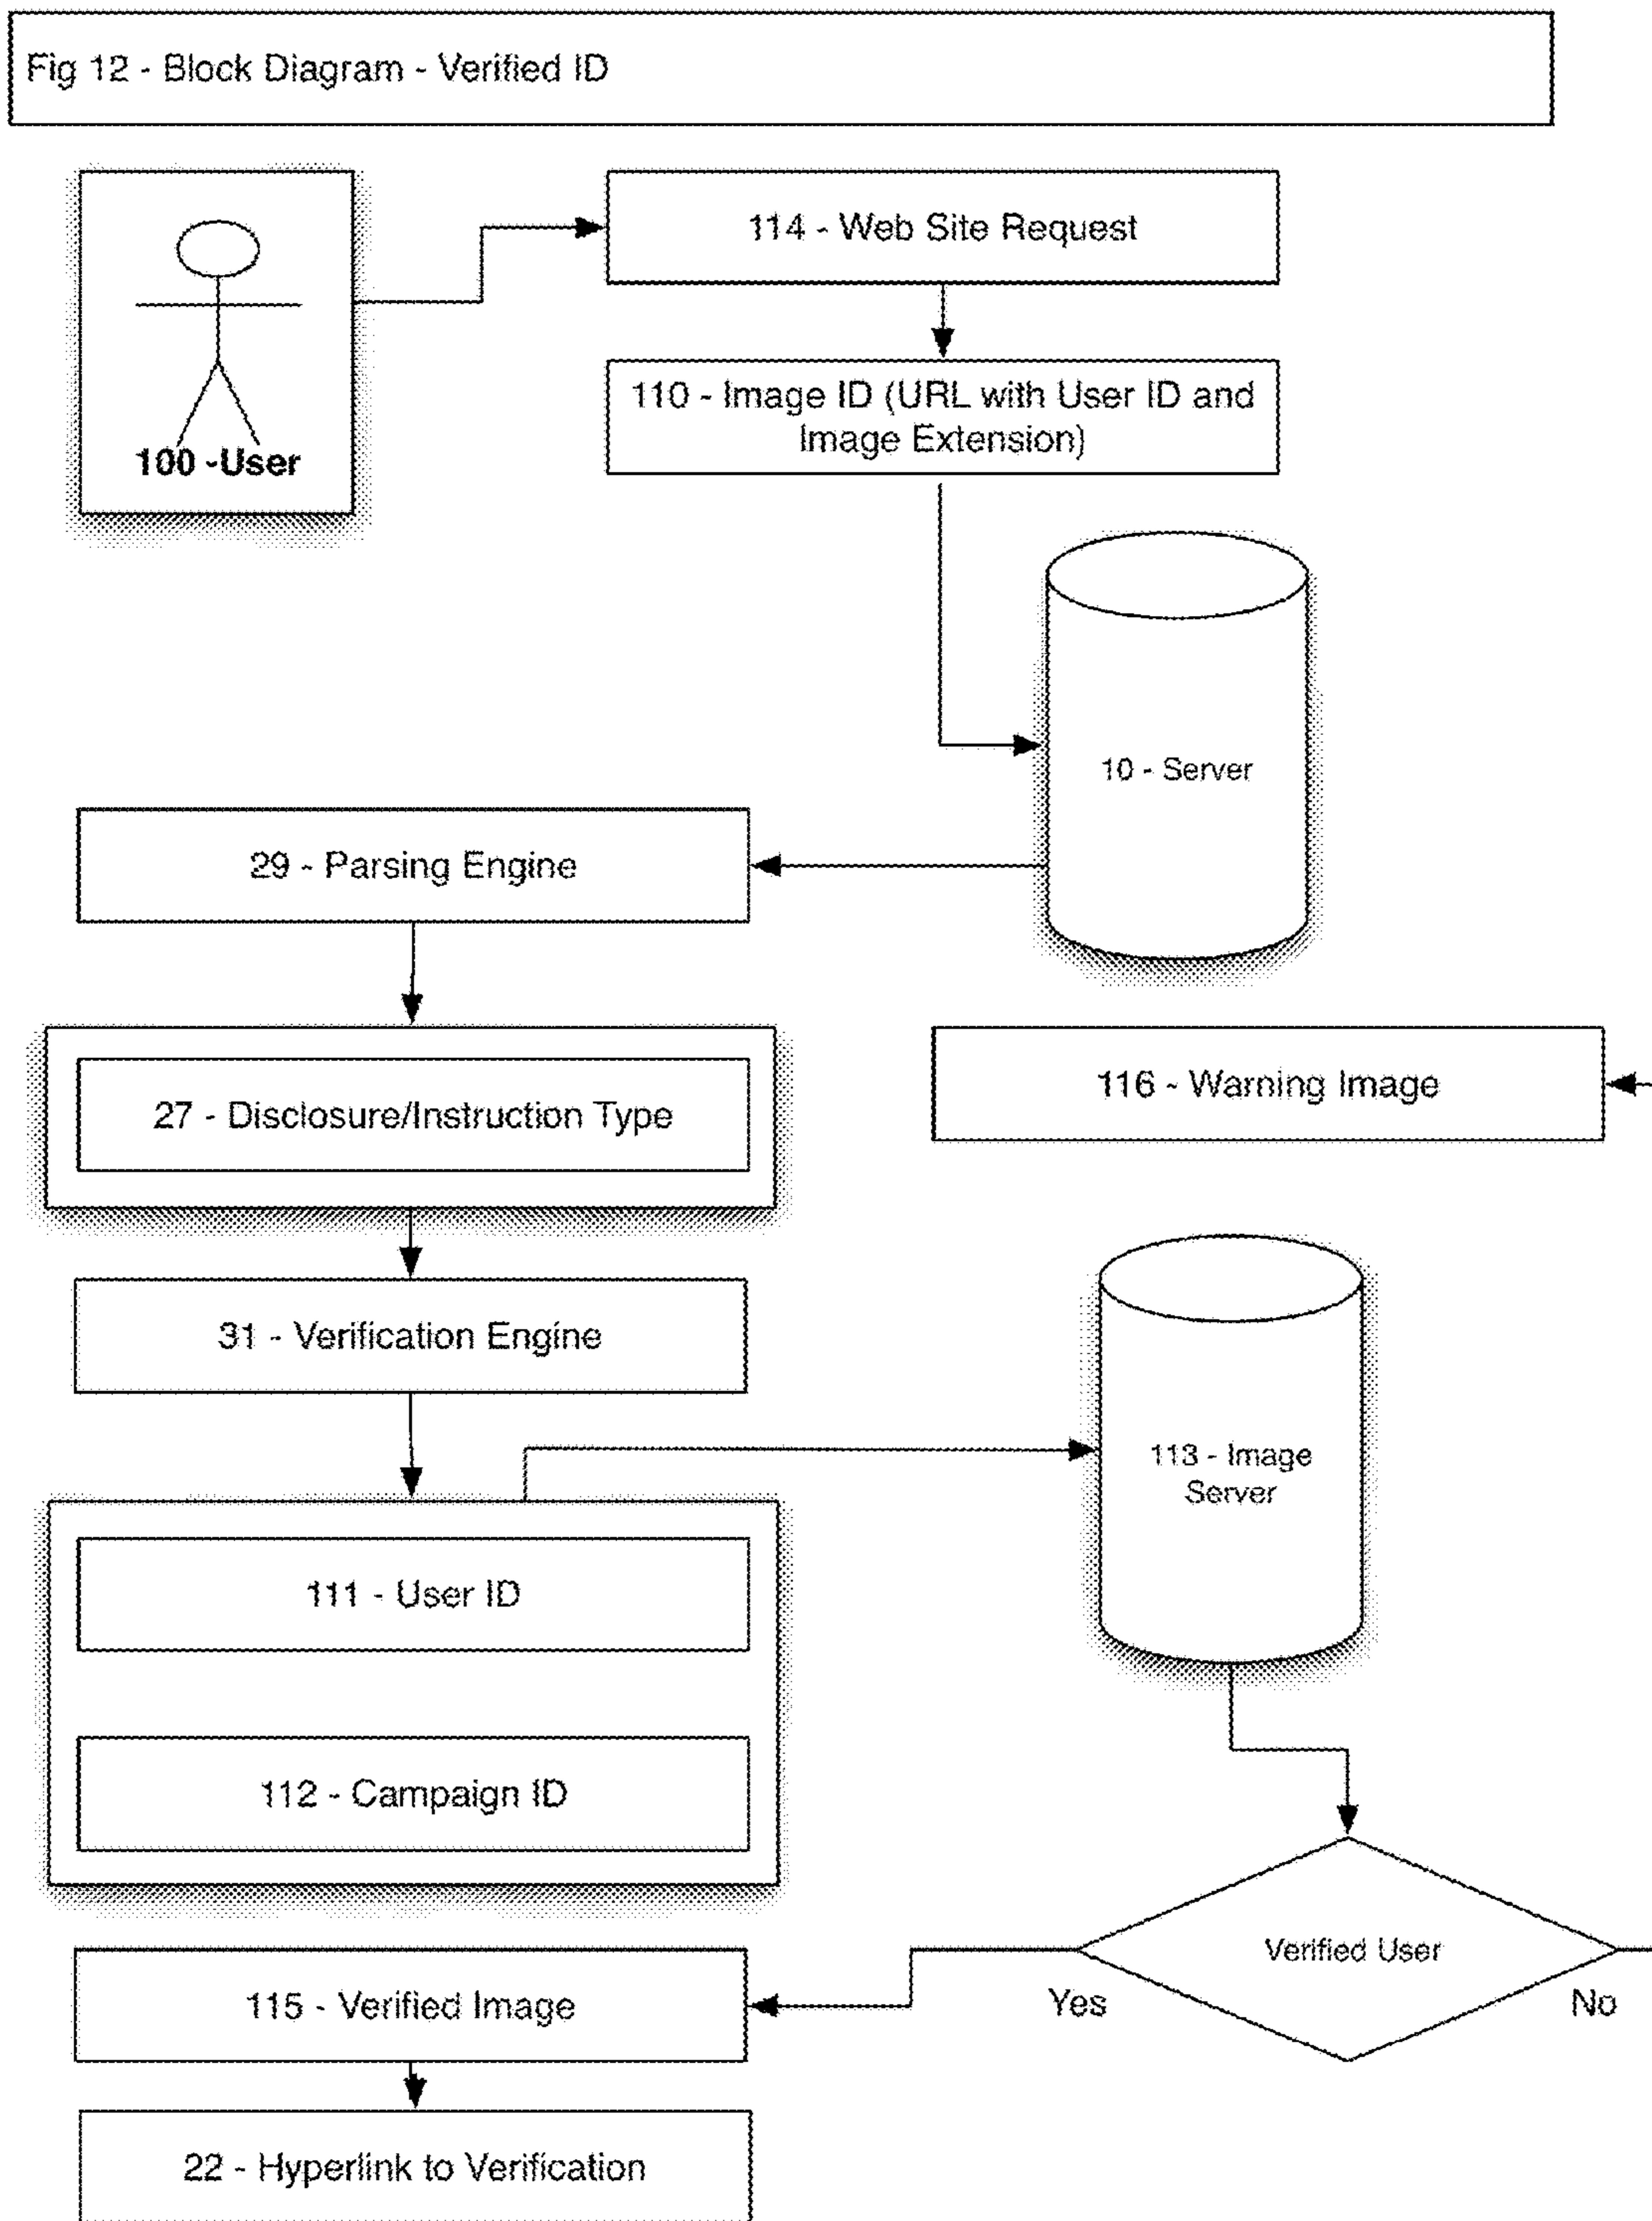 Fig 12 - Block Diagram - Verified ID
114 - Web Site Request
110 - Image ID (URL with User ID and
Image Extension)
100 -User
10 - Server
29 - Parsing Engine
27 - Disclosure/Instruction Type
116 - Warning Image
31 - Verification Engine
113 - Image
Server
111 - User ID
112 - Campaign ID
Verified User
Yes
No
115 - Verified Image
22 - Hyperlink to Verification